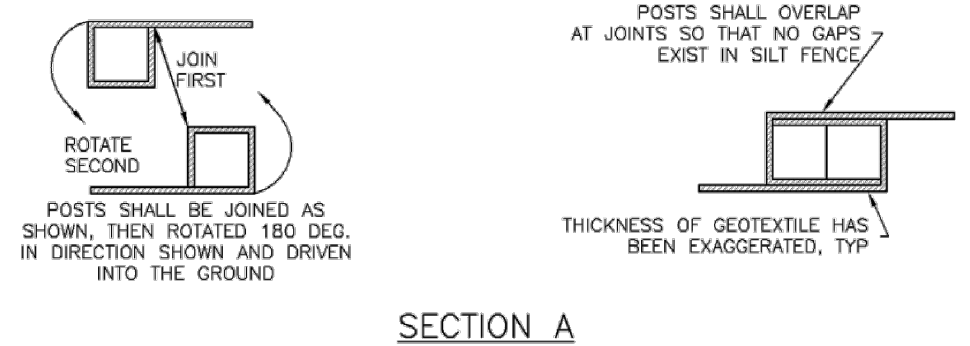 JOIN
FIRST
ROTATE
SECOND
POSTS SHALL BE JOINED AS
SHOWN, THEN ROTATED 180 DEG.
IN DIRECTION SHOWN AND DRIVEN
INTO THE GROUND
POSTS SHALL OVERLAP
AT JOINTS SO THAT NO GAPS
EXIST IN SILT FENCE
THICKNESS OF GEOTEXTILE HAS
BEEN EXAGGERATED, TYP
SECTION A